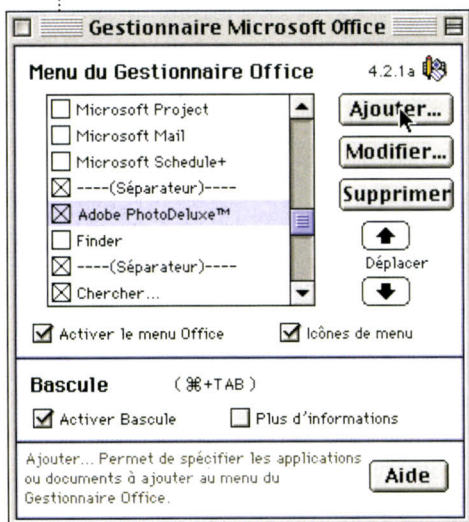 Gestionnaire Microsoft Office
Menu du Gestionnaire Office
4.2.1a
Microsoft Project
Microsoft Mail
Microsoft Schedule+
----(Séparateur)----
Adobe PhotoDeluxe™
Finder
----(Séparateur)----
Chercher...
Ajouter...
Modifier...
Supprimer
Déplacer
Activer le menu Office
Icônes de menu
Bascule (⌘+TAB)
Activer Bascule
Plus d'informations
Ajouter... Permet de spécifier les applications
ou documents à ajouter au menu du
Gestionnaire Office.
Aide